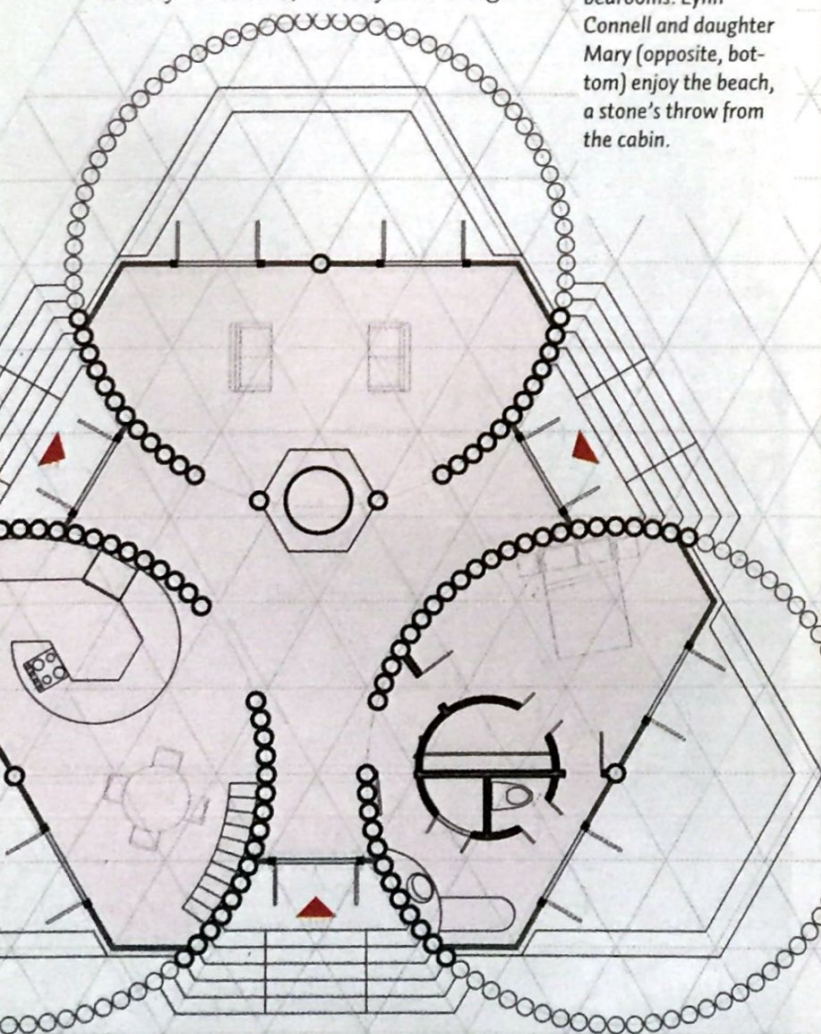 Connell and daughter
Mary (opposite, bot-
tom) enjoy the beach,
a stone's throw from
the cabin.